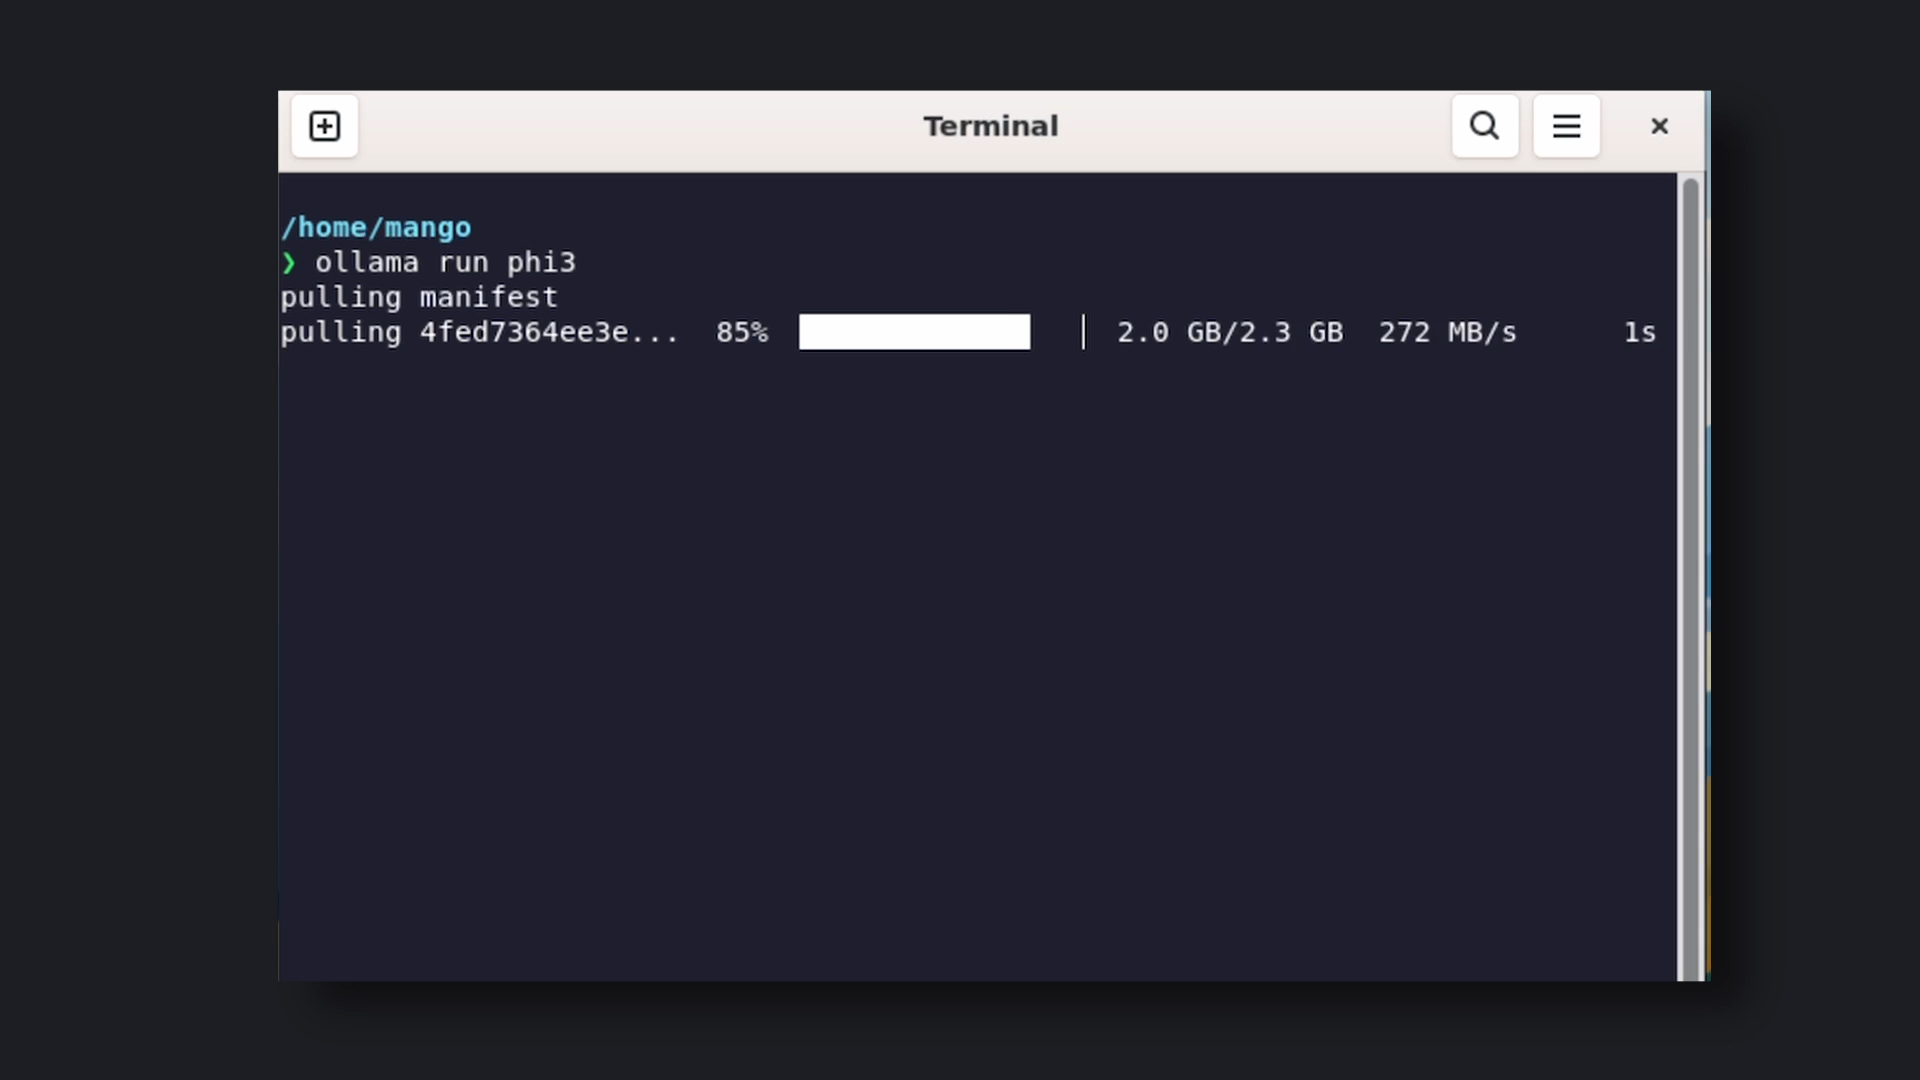 Terminal
/home/mango
❯ ollama run phi3
pulling manifest
pulling 4fed7364ee3e... 85% 2.0 GB/2.3 GB 272 MB/s 1s